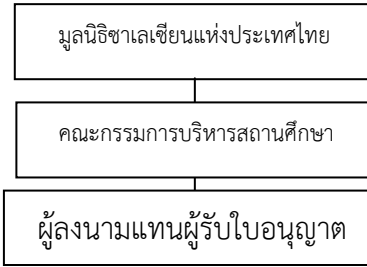 มูลนิธิซาเลเซียนแห่งประเทศไทย
คณะกรรมการบริหารสถานศึกษา
ผู้ลงนามแทนผู้รับใบอนุญาต